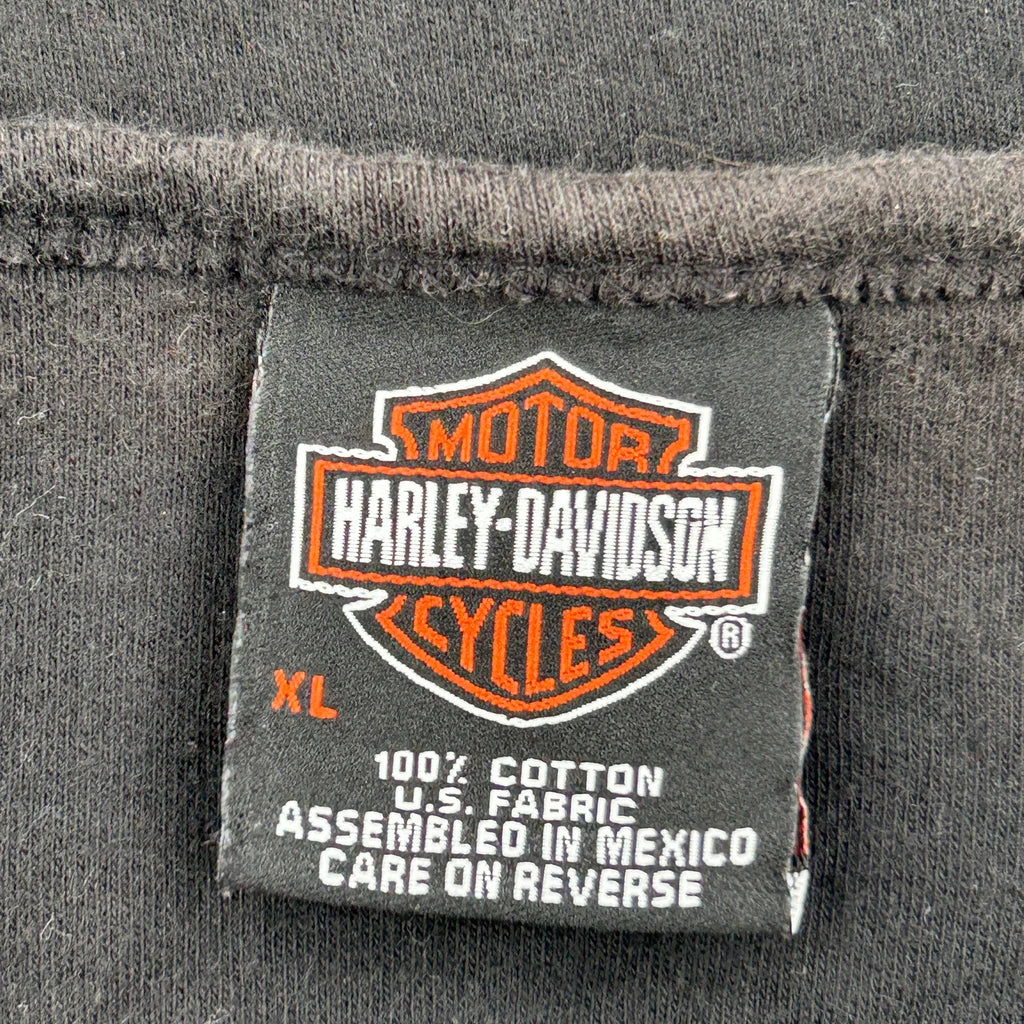 MOTOR
HARLEY-DAVIDSON
CYCLES
®
XL
100% COTTON
U.S. FABRIC
ASSEMBLED IN MEXICO
CARE ON REVERSE